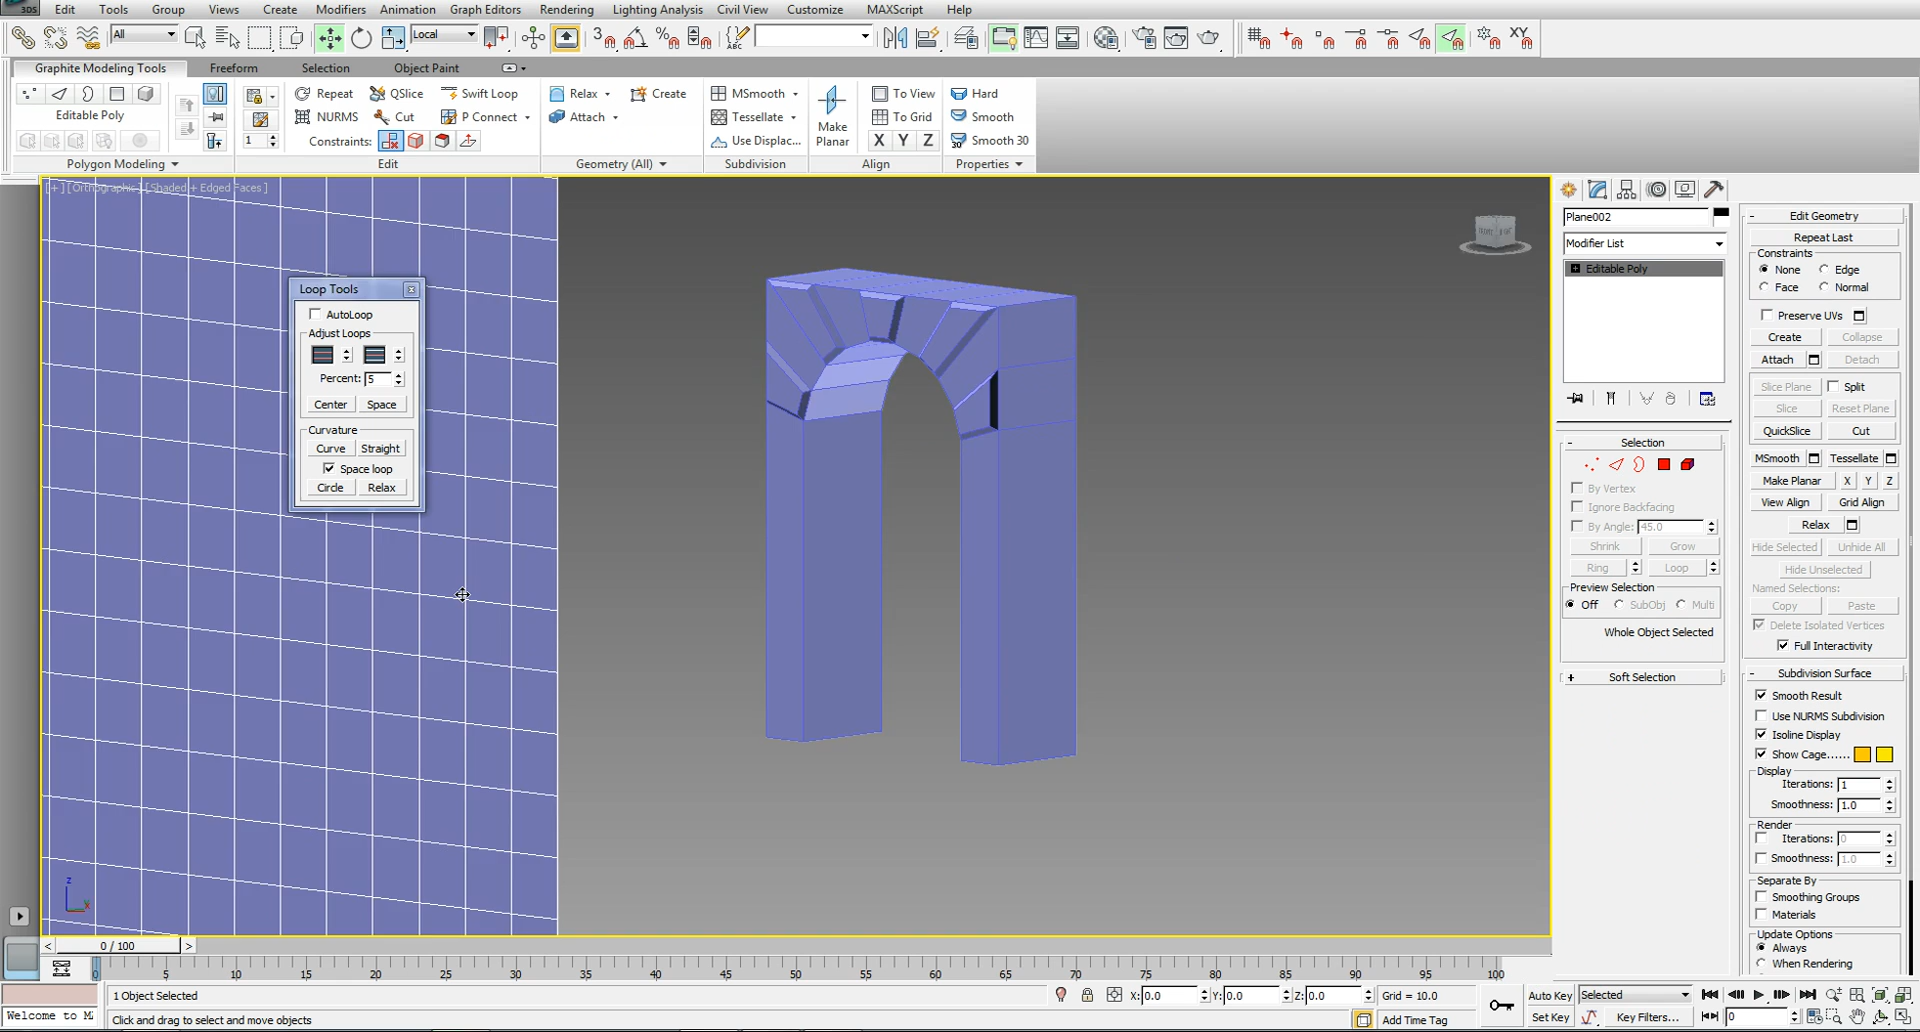 3DS Edit Tools Group Views Create Modifiers Animation Graph Editors Rendering Lighting Analysis Civil View Customize MAXScript Help
All Local
Graphite Modeling Tools Freeform Selection Object Paint
Repeat QSlice Swift Loop Relax Create MSmooth To View Hard
Editable Poly NURMS Cut P Connect Attach Tessellate Make Planar To Grid Smooth
1 Constraints: Use Displac... X Y Z Smooth 30
Polygon Modeling Edit Geometry (All) Subdivision Align Properties
[+] [Orthographic] [Shaded + Edged Faces]
Loop Tools
AutoLoop
Adjust Loops
Percent: 5
Center Space
Curvature
Curve Straight
Space loop
Circle Relax
z
x
Plane002
Modifier List
Editable Poly
- Selection
By Vertex
Ignore Backfacing
By Angle: 45.0
Shrink Grow
Ring Loop
Preview Selection
Off SubObj Multi
Whole Object Selected
+ Soft Selection
- Edit Geometry
Repeat Last
Constraints
None Edge
Face Normal
Preserve UVs
Create Collapse
Attach Detach
Slice Plane Split
Slice Reset Plane
QuickSlice Cut
MSmooth Tessellate
Make Planar X Y Z
View Align Grid Align
Relax
Hide Selected Unhide All
Hide Unselected
Named Selections:
Copy Paste
Delete Isolated Vertices
Full Interactivity
- Subdivision Surface
Smooth Result
Use NURMS Subdivision
Isoline Display
Show Cage......
Display
Iterations: 1
Smoothness: 1.0
Render
Iterations: 0
Smoothness: 1.0
Separate By
Smoothing Groups
Materials
Update Options
Always
When Rendering
< 0 / 100 >
0 5 10 15 20 25 30 35 40 45 50 55 60 65 70 75 80 85 90 95 100
1 Object Selected X: 0.0 Y: 0.0 Z: 0.0 Grid = 10.0 Auto Key Selected
Welcome to M Click and drag to select and move objects Add Time Tag Set Key Key Filters... 0